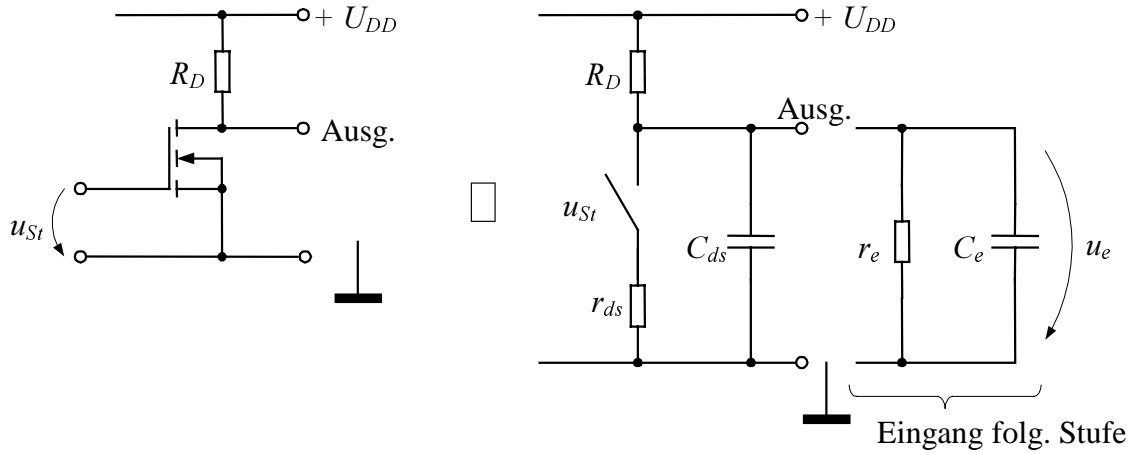 + U_DD
R_D
Ausg.
u_St
+ U_DD
R_D
Ausg.
u_St
C_ds
r_ds
r_e
C_e
u_e
Eingang folg. Stufe